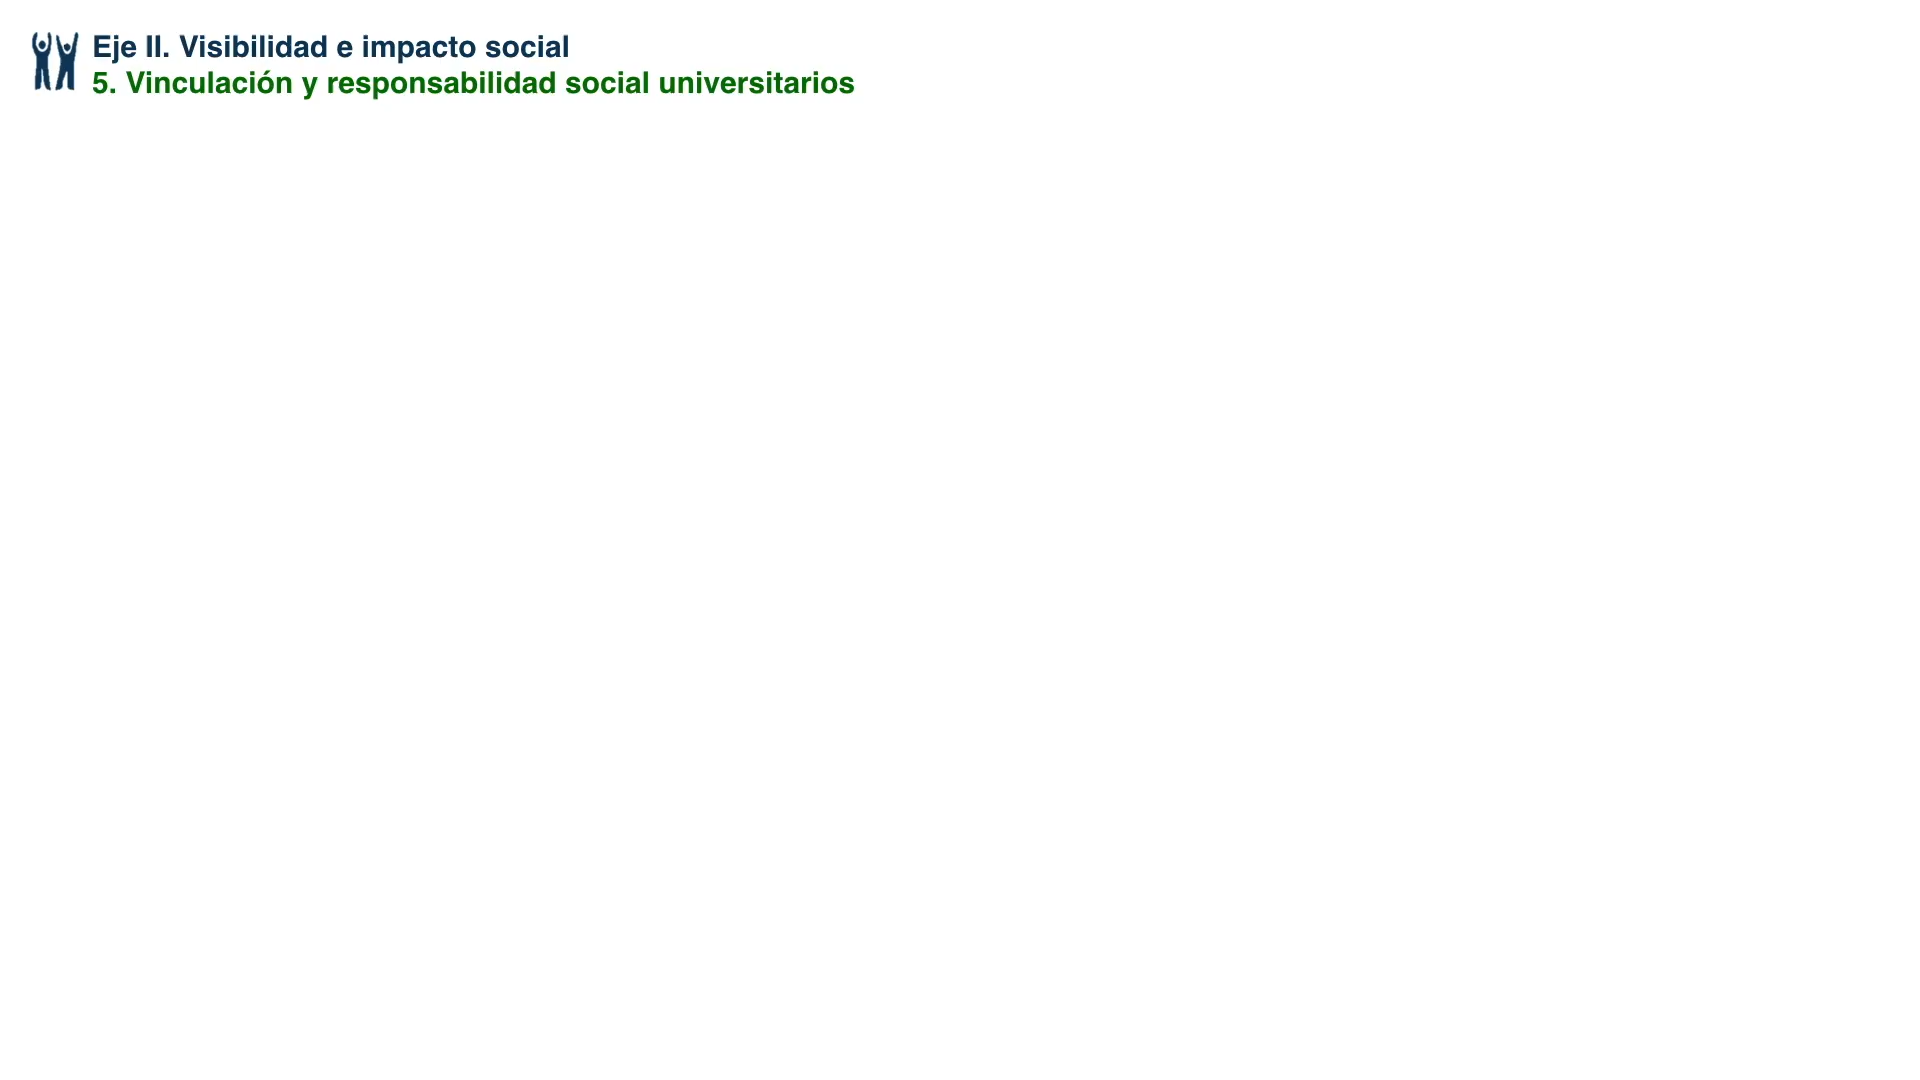 Eje II. Visibilidad e impacto social
5. Vinculación y responsabilidad social universitarios